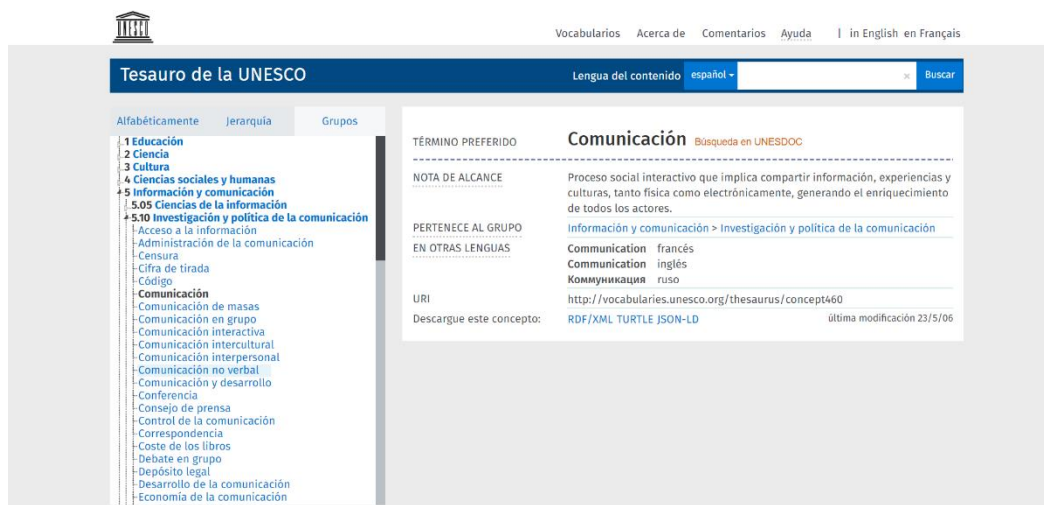 UNESCO
Vocabularios Acerca de Comentarios Ayuda | in English en Français
Tesauro de la UNESCO
Lengua del contenido español × Buscar
Alfabéticamente Jerarquía Grupos
1 Educación
2 Ciencia
3 Cultura
4 Ciencias sociales y humanas
5 Información y comunicación
5.05 Ciencias de la información
5.10 Investigación y política de la comunicación
Acceso a la información
Administración de la comunicación
Censura
Cifra de tirada
Código
Comunicación
Comunicación de masas
Comunicación en grupo
Comunicación interactiva
Comunicación intercultural
Comunicación interpersonal
Comunicación no verbal
Comunicación y desarrollo
Conferencia
Consejo de prensa
Control de la comunicación
Correspondencia
Coste de los libros
Debate en grupo
Depósito legal
Desarrollo de la comunicación
Economía de la comunicación
TÉRMINO PREFERIDO Comunicación Búsqueda en UNESDOC
NOTA DE ALCANCE Proceso social interactivo que implica compartir información, experiencias y
culturas, tanto física como electrónicamente, generando el enriquecimiento
de todos los actores.
PERTENECE AL GRUPO Información y comunicación > Investigación y política de la comunicación
EN OTRAS LENGUAS Communication francés
Communication inglés
Коммуникация ruso
URI http://vocabularies.unesco.org/thesaurus/concept460
Descargue este concepto: RDF/XML TURTLE JSON-LD última modificación 23/5/06